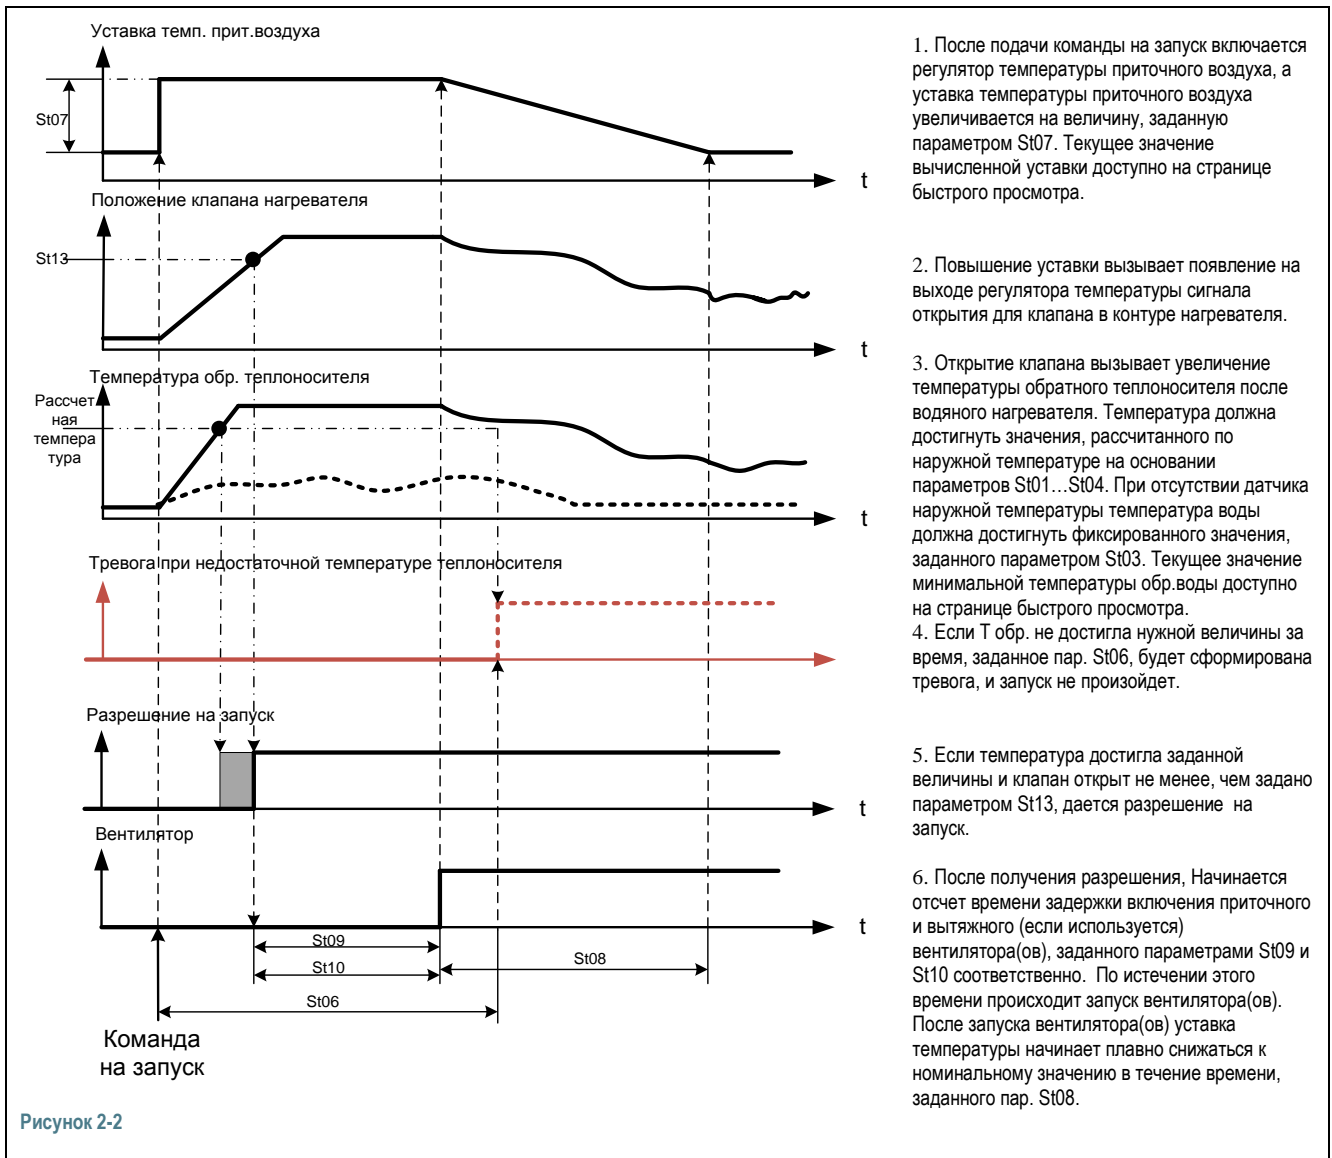 Уставка темп. прит.воздуха
St07
t
Положение клапана нагревателя
St13
t
Температура обр. теплоносителя
Рассчет
ная
темпера
тура
t
Тревога при недостаточной температуре теплоносителя
Разрешение на запуск
t
Вентилятор
t
St09
St10
St08
St06
Команда
на запуск
Рисунок 2-2
1. После подачи команды на запуск включается
регулятор температуры приточного воздуха, а
уставка температуры приточного воздуха
увеличивается на величину, заданную
параметром St07. Текущее значение
вычисленной уставки доступно на странице
быстрого просмотра.
2. Повышение уставки вызывает появление на
выходе регулятора температуры сигнала
открытия для клапана в контуре нагревателя.
3. Открытие клапана вызывает увеличение
температуры обратного теплоносителя после
водяного нагревателя. Температура должна
достигнуть значения, рассчитанного по
наружной температуре на основании
параметров St01…St04. При отсутствии датчика
наружной температуры температура воды
должна достигнуть фиксированного значения,
заданного параметром St03. Текущее значение
минимальной температуры обр.воды доступно
на странице быстрого просмотра.
4. Если Т обр. не достигла нужной величины за
время, заданное пар. St06, будет сформирована
тревога, и запуск не произойдет.
5. Если температура достигла заданной
величины и клапан открыт не менее, чем задано
параметром St13, дается разрешение на
запуск.
6. После получения разрешения, Начинается
отсчет времени задержки включения приточного
и вытяжного (если используется)
вентилятора(ов), заданного параметрами St09 и
St10 соответственно. По истечении этого
времени происходит запуск вентилятора(ов).
После запуска вентилятора(ов) уставка
температуры начинает плавно снижаться к
номинальному значению в течение времени,
заданного пар. St08.